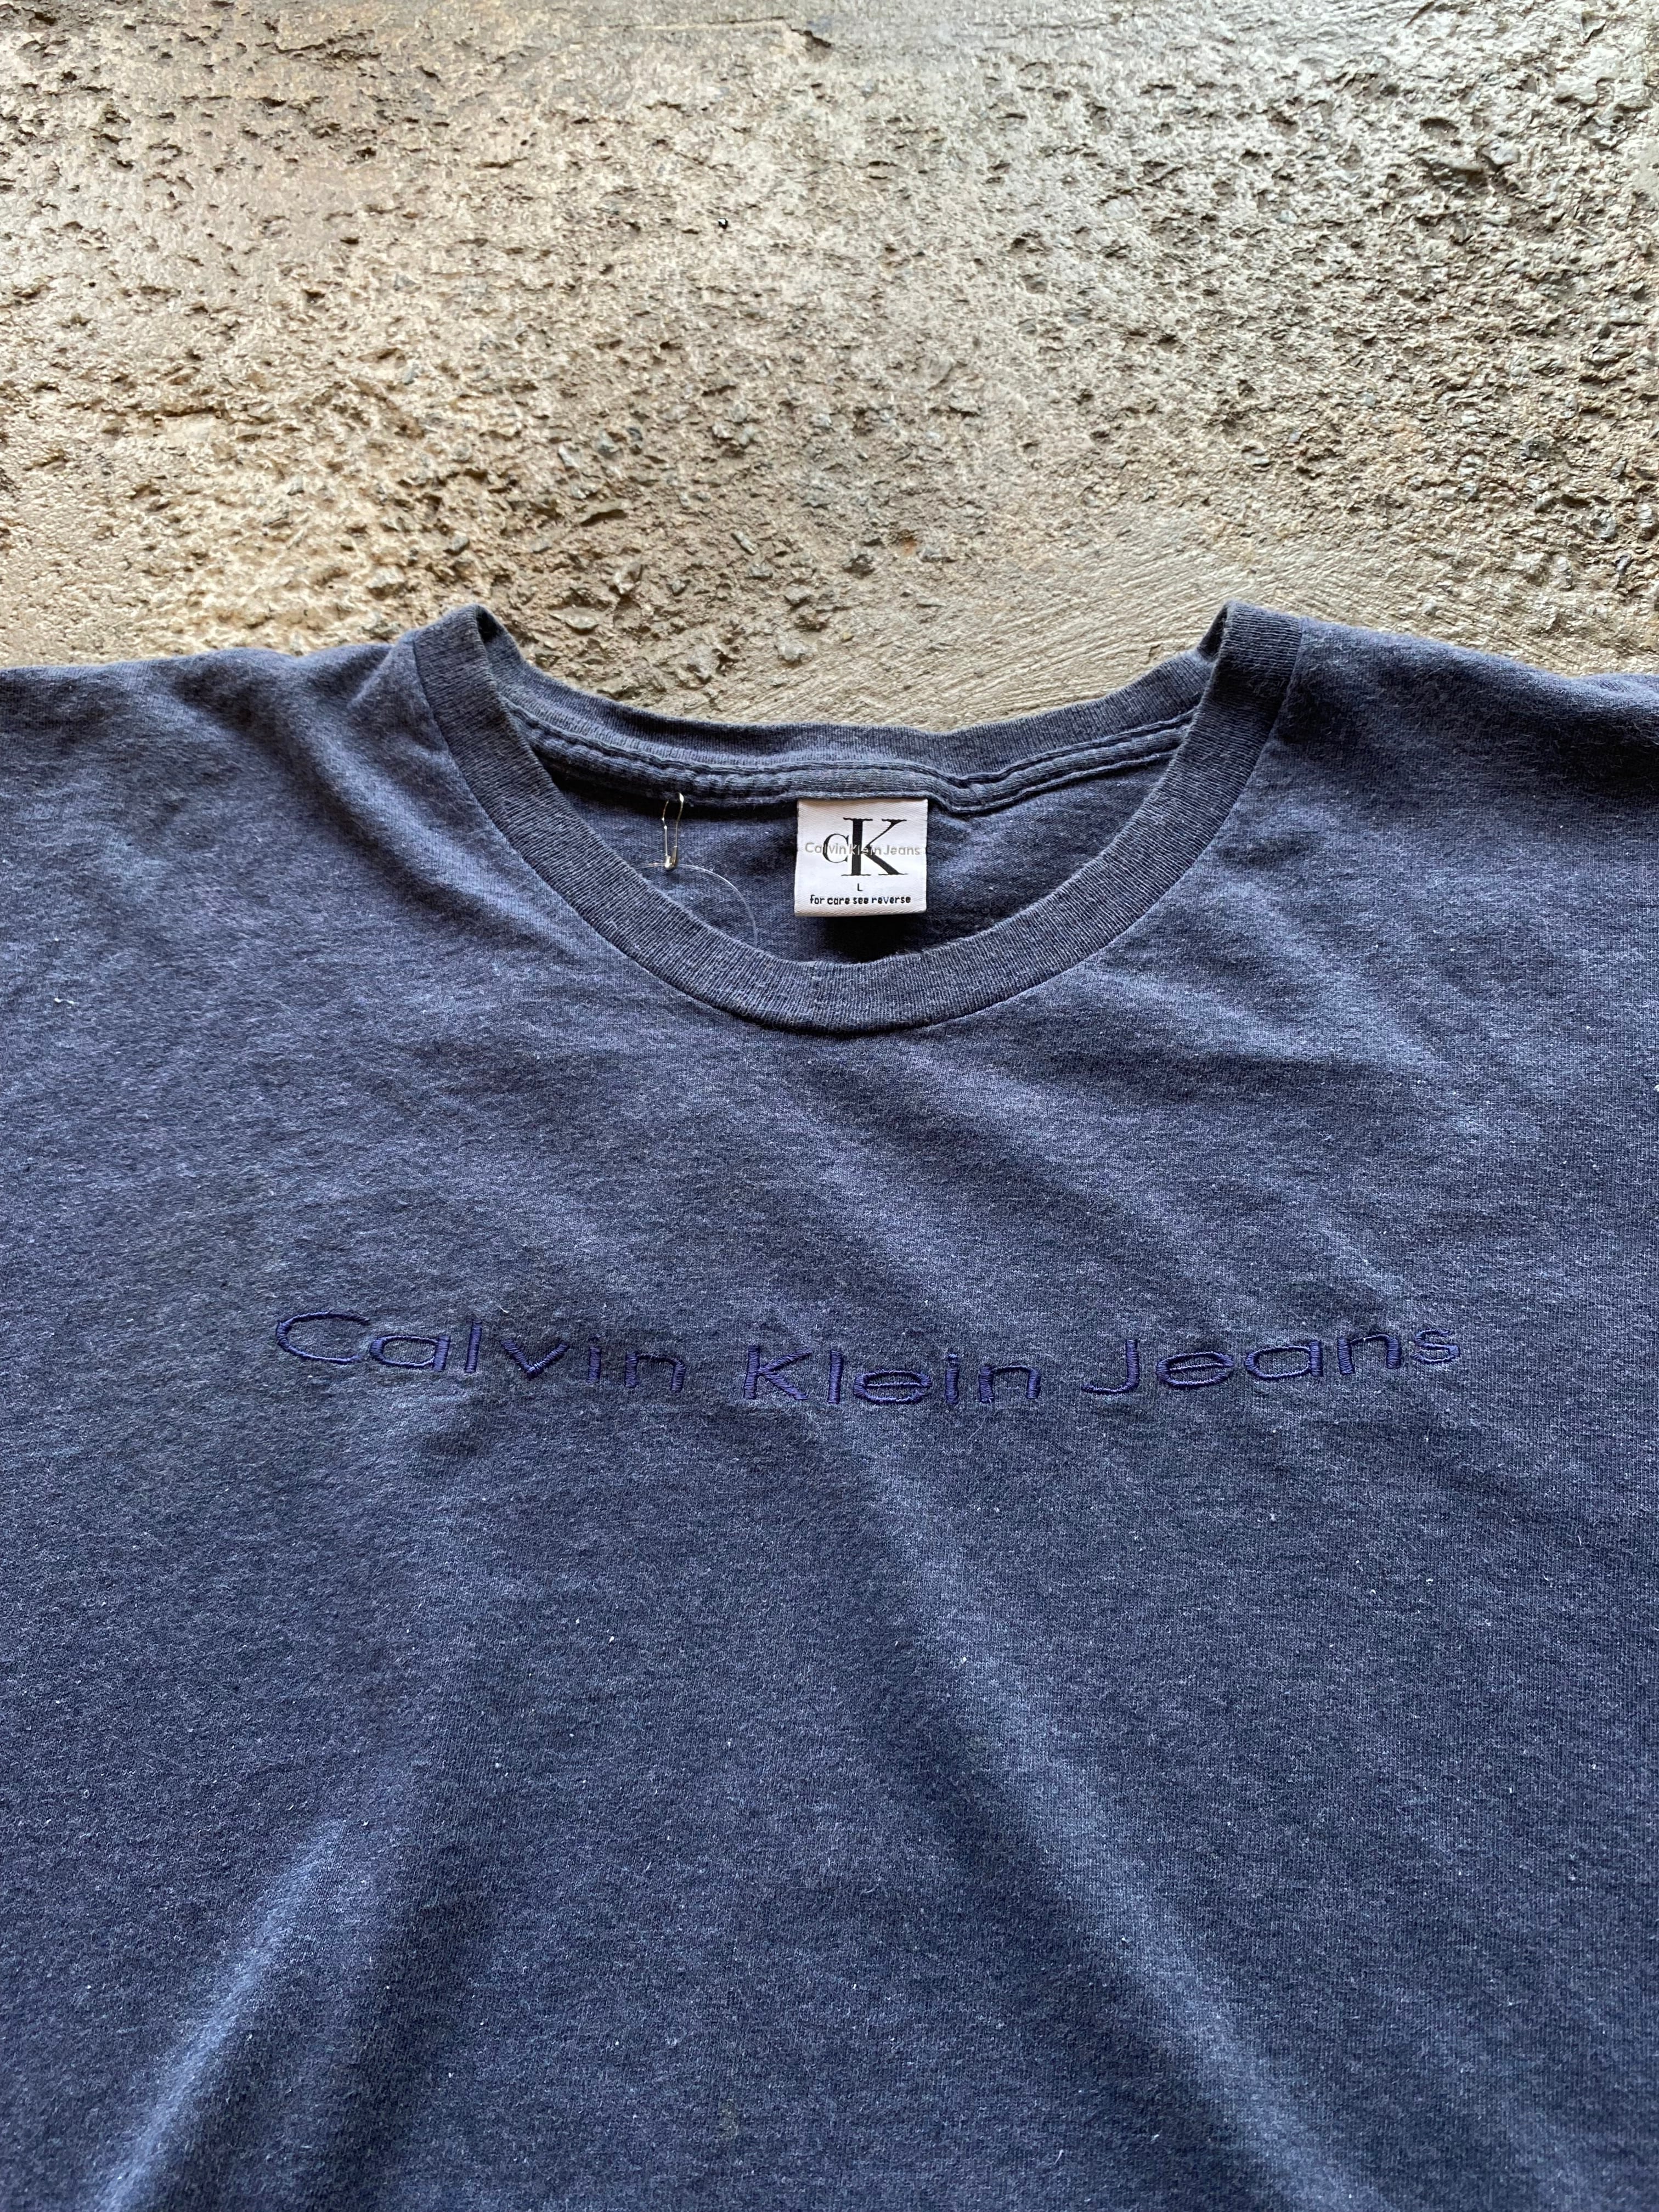 CK
Calvin Klein Jeans
L
for care see reverse
Calvin Klein Jeans